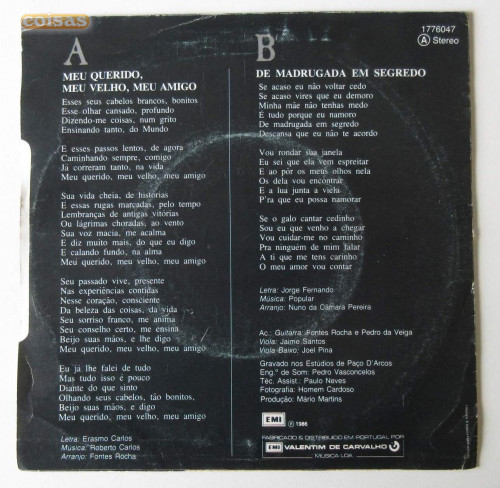 coisas
1776047
A Stereo
A
MEU QUERIDO,
MEU VELHO, MEU AMIGO
Esses seus cabelos brancos, bonitos
Esse olhar cansado, profundo
Dizendo-me coisas, num grito
Ensinando tanto, do Mundo
E esses passos lentos, de agora
Caminhando sempre, comigo
Já correram tanto, na vida
Meu querido, meu velho, meu amigo
Sua vida cheia, de histórias
E essas rugas marcadas, pelo tempo
Lembranças de antigas vitórias
Ou lágrimas choradas, ao vento
Sua voz macia, me acalma
E diz muito mais, do que eu digo
E calando fundo, na alma
Meu querido, meu velho, meu amigo
Seu passado vive, presente
Nas experiências contidas
Nesse coração, consciente
Da beleza das coisas, da vida
Seu sorriso franco, me anima
Seu conselho certo, me ensina
Beijo suas mãos, e lhe digo
Meu querido, meu velho, meu amigo
Eu já lhe falei de tudo
Mas tudo isso é pouco
Diante do que sinto
Olhando seus cabelos, tão bonitos,
Beijo suas mãos, e digo
Meu querido, meu velho, meu amigo
Letra: Erasmo Carlos
Música: Roberto Carlos
Arranjo: Fontes Rocha
B
DE MADRUGADA EM SEGREDO
Se acaso eu não voltar cedo
Se acaso vires que eu demoro
Minha mãe não tenhas medo
É tudo porque eu namoro
De madrugada em segredo
Descansa que eu não te acordo
Vou rondar sua janela
Eu sei que ela vem espreitar
E ao pôr os meus olhos nela
Os dela vou encontrar
E a lua junta a viela
P'ra que eu possa namorar
Se o galo cantar cedinho
Sou eu que venho a chegar
Vou cuidar-me no caminho
Pra ninguém de mim falar
A ti que me tens carinho
O meu amor vou contar
Letra: Jorge Fernando
Música: Popular
Arranjo: Nuno da Câmara Pereira
Ac. Guitarra: Fontes Rocha e Pedro da Veiga
Viola: Jaime Santos
Viola-Baixo: Joel Pina
Gravado nos Estúdios de Paço D'Arcos
Eng.º de Som: Pedro Vasconcelos
Téc. Assist.: Paulo Neves
Fotografia: Homem Cardoso
Produção: Mário Martins
EMI
℗ 1986
FABRICADO & DISTRIBUIDO EM PORTUGAL POR
EMI VALENTIM DE CARVALHO
MÚSICA LDA.